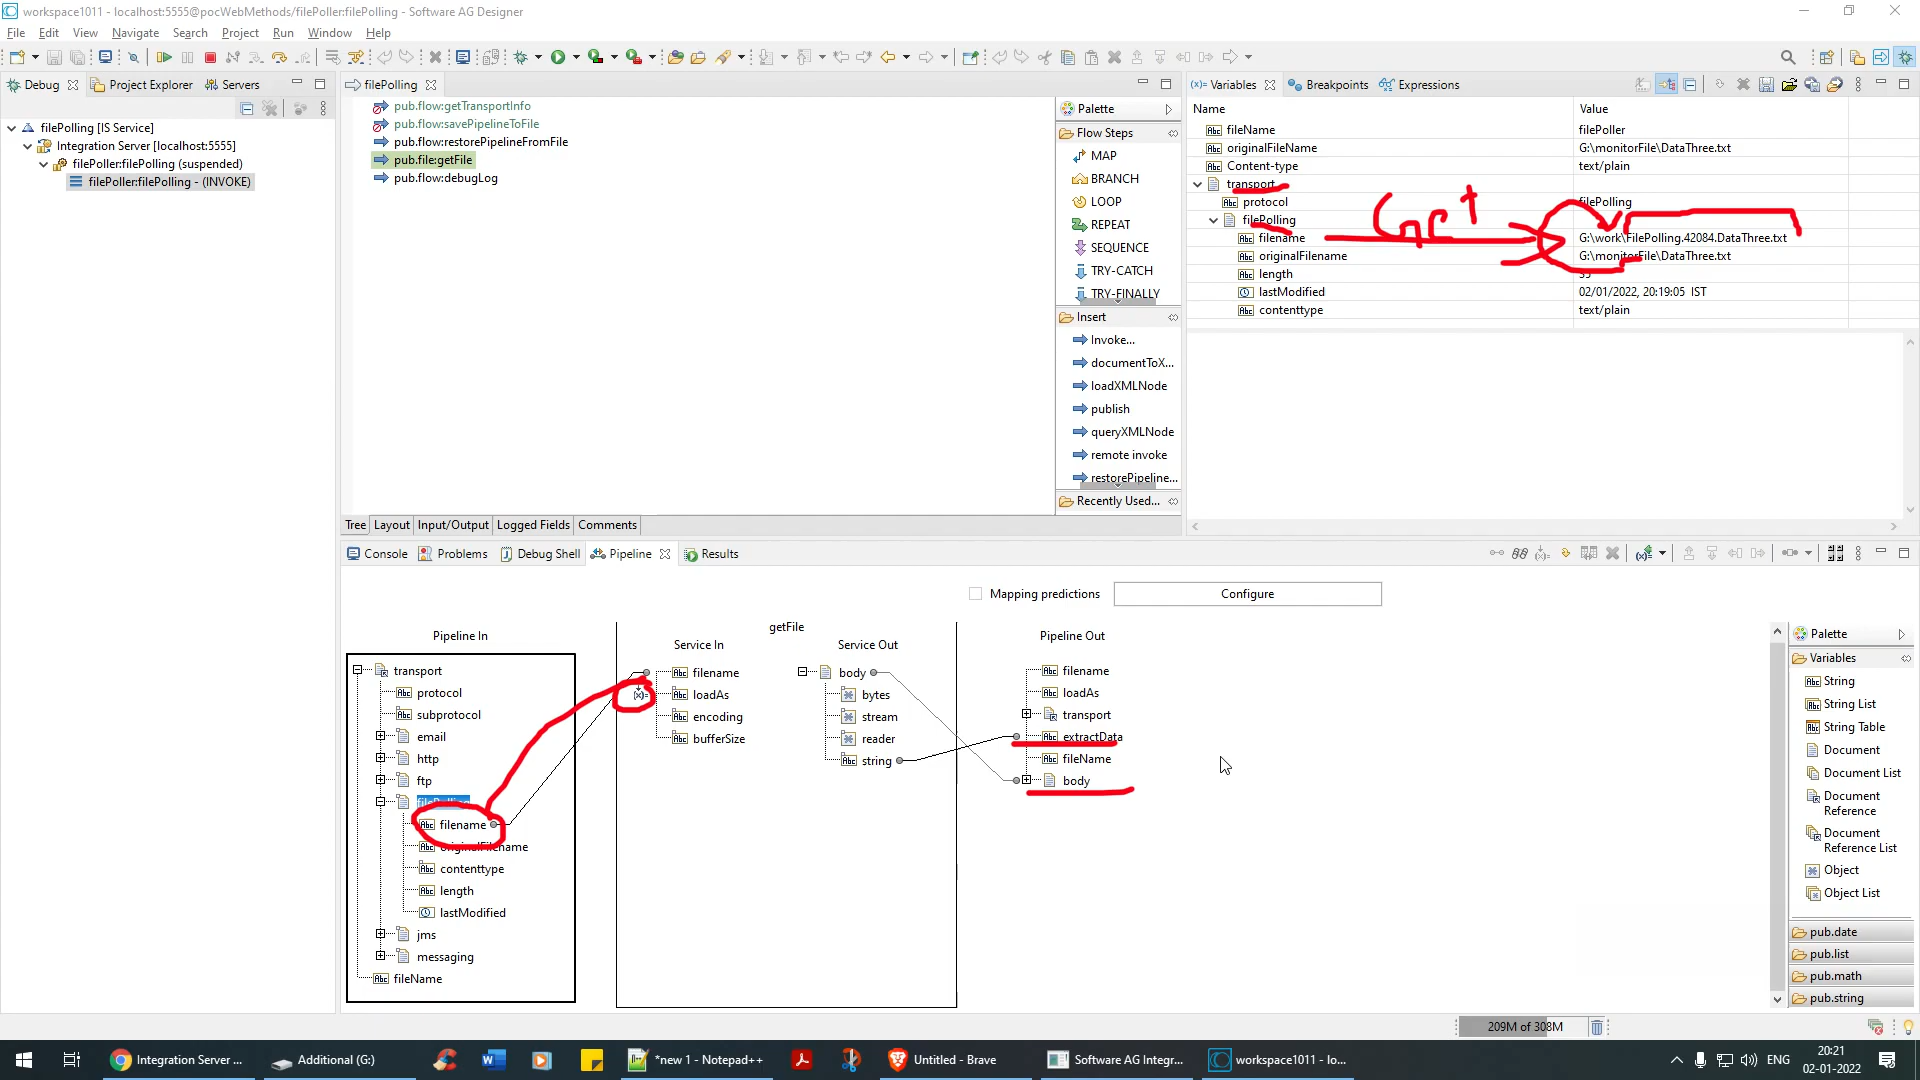 workspace1011 - localhost:5555@pocWebMethods/filePoller:filePolling - Software AG Designer
File Edit View Navigate Search Project Run Window Help
Debug Project Explorer Servers
filePolling [IS Service]
Integration Server [localhost:5555]
filePoller:filePolling (suspended)
filePoller:filePolling - (INVOKE)
filePolling
pub.flow:getTransportInfo
pub.flow:savePipelineToFile
pub.flow:restorePipelineFromFile
pub.file:getFile
pub.flow:debugLog
Tree Layout Input/Output Logged Fields Comments
Palette
Flow Steps
MAP
BRANCH
LOOP
REPEAT
SEQUENCE
TRY-CATCH
TRY-FINALLY
Insert
Invoke...
documentToX...
loadXMLNode
publish
queryXMLNode
remote invoke
restorePipeline...
Recently Used...
(x)= Variables Breakpoints Expressions
Name Value
fileName filePoller
originalFileName G:\monitorFile\DataThree.txt
Content-type text/plain
transport
protocol filePolling
filePolling
filename G:\work\FilePolling.42084.DataThree.txt
originalFilename G:\monitorFile\DataThree.txt
length
lastModified 02/01/2022, 20:19:05 IST
contenttype text/plain
Console Problems Debug Shell Pipeline Results
Mapping predictions Configure
Pipeline In
transport
protocol
subprotocol
email
http
ftp
filePolling
filename
originalFilename
contenttype
length
lastModified
jms
messaging
fileName
getFile
Service In
filename
loadAs
encoding
bufferSize
Service Out
body
bytes
stream
reader
string
Pipeline Out
filename
loadAs
transport
extractData
fileName
body
Palette
Variables
String
String List
String Table
Document
Document List
Document
Reference
Document
Reference List
Object
Object List
pub.date
pub.list
pub.math
pub.string
209M of 308M
Integration Server ... Additional (G:) *new 1 - Notepad++ Untitled - Brave Software AG Integr... workspace1011 - lo... ENG 20:21
02-01-2022